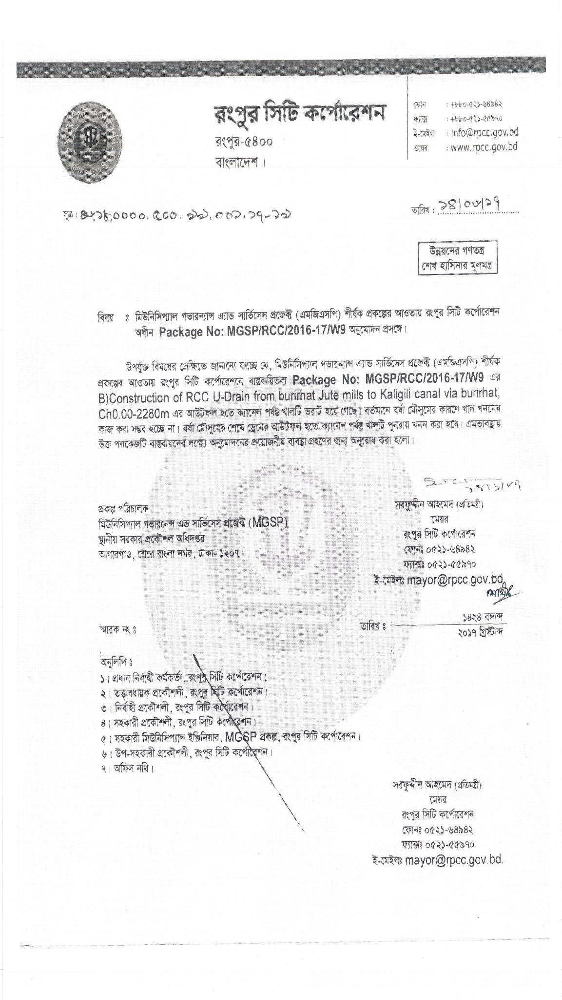 রংপুর সিটি কর্পোরেশন
রংপুর-৫৪০০
বাংলাদেশ।
ফোন : +৮৮০-৫২১-৬৪৯৪২
ফ্যাক্স : +৮৮০-৫২১-৫৫৯৭০
ই-মেইল : info@rpcc.gov.bd
ওয়েব : www.rpcc.gov.bd
সূত্র :
তারিখ : ১৪/০৬/১৭
উন্নয়নের গণতন্ত্র
শেখ হাসিনার মূলমন্ত্র
বিষয় : মিউনিসিপ্যাল গভারন্যান্স এ্যান্ড সার্ভিসেস প্রজেক্ট (এমজিএসপি) শীর্ষক প্রকল্পের আওতায় রংপুর সিটি কর্পোরেশন
অধীন Package No: MGSP/RCC/2016-17/W9 অনুমোদন প্রসঙ্গে।
উপর্যুক্ত বিষয়ের প্রেক্ষিতে জানানো যাচ্ছে যে, মিউনিসিপ্যাল গভারন্যান্স এ্যান্ড সার্ভিসেস প্রজেক্ট (এমজিএসপি) শীর্ষক
প্রকল্পের আওতায় রংপুর সিটি কর্পোরেশনে বাস্তবায়িতব্য Package No: MGSP/RCC/2016-17/W9 এর
B)Construction of RCC U-Drain from burirhat Jute mills to Kaligili canal via burirhat,
Ch0.00-2280m এর আউটফল হতে ক্যানেল পর্যন্ত খালটি ভরাট হয়ে গেছে। বর্তমানে বর্ষা মৌসুমের কারণে খাল খননের
কাজ করা সম্ভব হচ্ছে না। বর্ষা মৌসুমের শেষে ড্রেনের আউটফল হতে ক্যানেল পর্যন্ত খালটি পুনরায় খনন করা হবে। এমতাবস্থায়
উক্ত প্যাকেজটি বাস্তবায়নের লক্ষ্যে অনুমোদনের প্রয়োজনীয় ব্যবস্থা গ্রহণের জন্য অনুরোধ করা হলো।
প্রকল্প পরিচালক
মিউনিসিপ্যাল গভারনেন্স এন্ড সার্ভিসেস প্রজেক্ট (MGSP)
স্থানীয় সরকার প্রকৌশল অধিদপ্তর
আগারগাঁও, শেরে বাংলা নগর, ঢাকা- ১২০৭।
সরফুদ্দীন আহমেদ (প্রতিমন্ত্রী)
মেয়র
রংপুর সিটি কর্পোরেশন
ফোনঃ ০৫২১-৬৪৯৪২
ফ্যাক্সঃ ০৫২১-৫৫৯৭০
ই-মেইলঃ mayor@rpcc.gov.bd.
স্মারক নং ঃ
তারিখ ঃ
১৪২৪ বঙ্গাব্দ
২০১৭ খ্রিস্টাব্দ
অনুলিপি ঃ
১। প্রধান নির্বাহী কর্মকর্তা, রংপুর সিটি কর্পোরেশন।
২। তত্ত্বাবধায়ক প্রকৌশলী, রংপুর সিটি কর্পোরেশন।
৩। নির্বাহী প্রকৌশলী, রংপুর সিটি কর্পোরেশন।
৪। সহকারী প্রকৌশলী, রংপুর সিটি কর্পোরেশন।
৫। সহকারী মিউনিসিপ্যাল ইঞ্জিনিয়ার, MGSP প্রকল্প, রংপুর সিটি কর্পোরেশন।
৬। উপ-সহকারী প্রকৌশলী, রংপুর সিটি কর্পোরেশন।
৭। অফিস নথি।
সরফুদ্দীন আহমেদ (প্রতিমন্ত্রী)
মেয়র
রংপুর সিটি কর্পোরেশন
ফোনঃ ০৫২১-৬৪৯৪২
ফ্যাক্সঃ ০৫২১-৫৫৯৭০
ই-মেইলঃ mayor@rpcc.gov.bd.